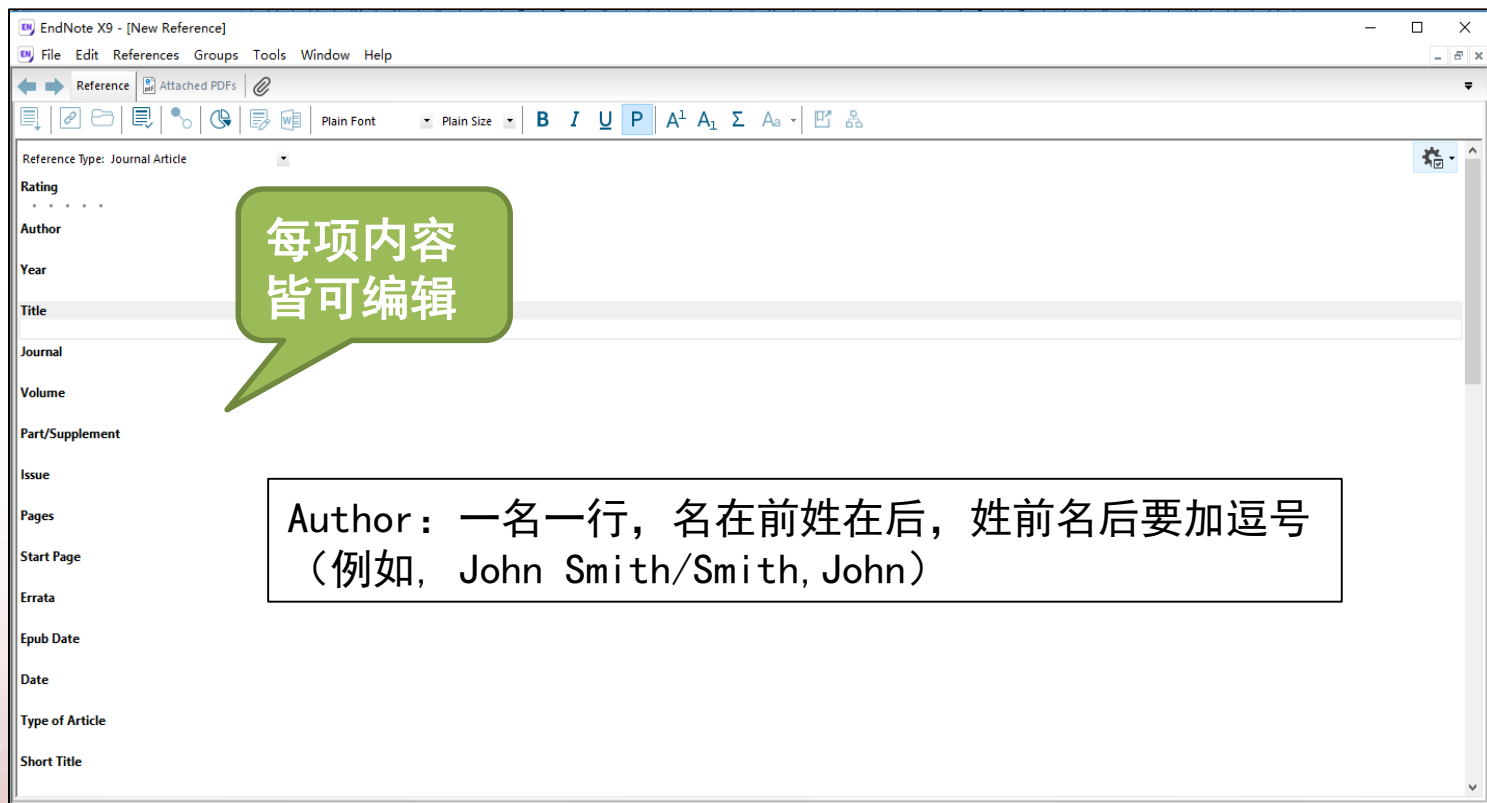 EndNote X9 - [New Reference]
File Edit References Groups Tools Window Help
Reference Attached PDFs
Plain Font Plain Size B I U P A¹ A₁ Σ Aa
Reference Type: Journal Article
Rating
Author
Year
Title
Journal
Volume
Part/Supplement
Issue
Pages
Start Page
Errata
Epub Date
Date
Type of Article
Short Title
每项内容
皆可编辑
Author：一名一行，名在前姓在后，姓前名后要加逗号
（例如, John Smith/Smith,John）